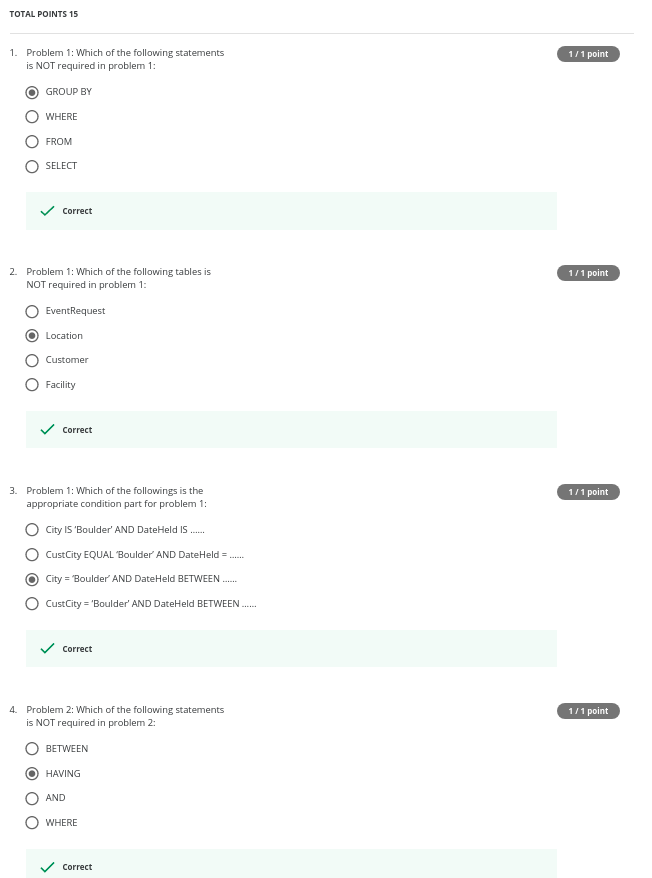 TOTAL POINTS 15
1. Problem 1: Which of the following statements
is NOT required in problem 1:
1 / 1 point
GROUP BY
WHERE
FROM
SELECT
Correct
2. Problem 1: Which of the following tables is
NOT required in problem 1:
1 / 1 point
EventRequest
Location
Customer
Facility
Correct
3. Problem 1: Which of the followings is the
appropriate condition part for problem 1:
1 / 1 point
City IS ‘Boulder’ AND DateHeld IS ......
CustCity EQUAL ‘Boulder’ AND DateHeld = ......
City = ‘Boulder’ AND DateHeld BETWEEN ......
CustCity = ‘Boulder’ AND DateHeld BETWEEN ......
Correct
4. Problem 2: Which of the following statements
is NOT required in problem 2:
1 / 1 point
BETWEEN
HAVING
AND
WHERE
Correct